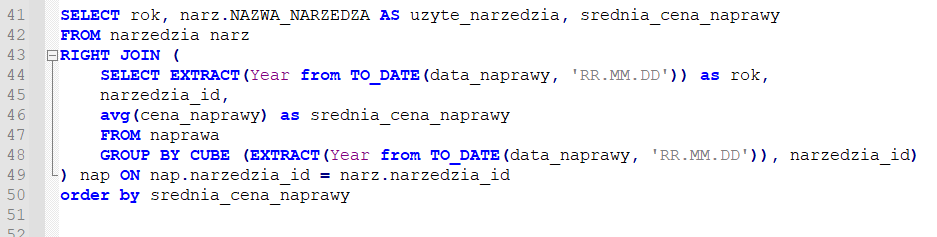 41 SELECT rok, narz.NAZWA_NARZEDZA AS uzyte_narzedzia, srednia_cena_naprawy
42 FROM narzedzia narz
43 RIGHT JOIN (
44 SELECT EXTRACT(Year from TO_DATE(data_naprawy, 'RR.MM.DD')) as rok,
45 narzedzia_id,
46 avg(cena_naprawy) as srednia_cena_naprawy
47 FROM naprawa
48 GROUP BY CUBE (EXTRACT(Year from TO_DATE(data_naprawy, 'RR.MM.DD')), narzedzia_id)
49 ) nap ON nap.narzedzia_id = narz.narzedzia_id
50 order by srednia_cena_naprawy
51
52